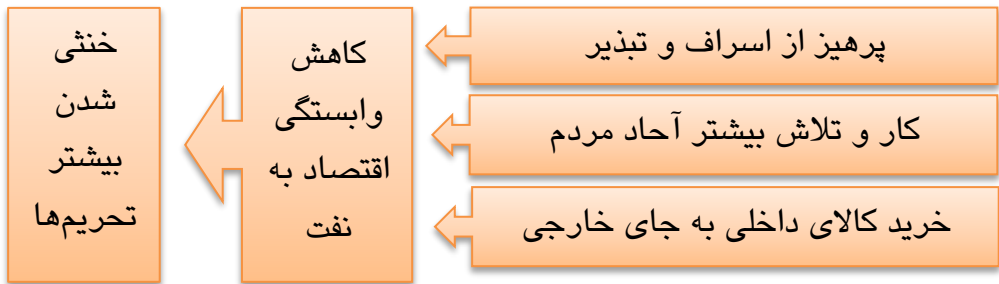 پرهیز از اسراف و تبذیر
کار و تلاش بیشتر آحاد مردم
خرید کالای داخلی به جای خارجی
کاهش
وابستگی
اقتصاد به
نفت
خنثی
شدن
بیشتر
تحریم‌ها